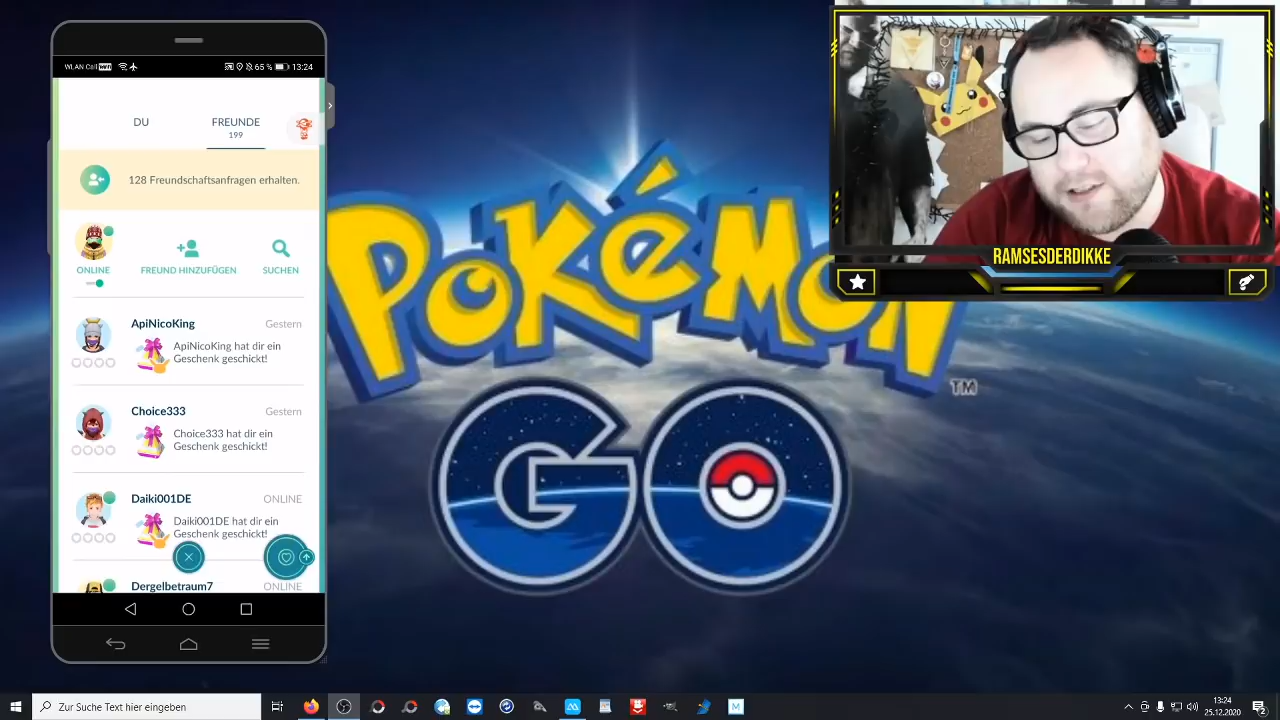 WLAN Call 65 % 13:24
DU
FREUNDE
199
128 Freundschaftsanfragen erhalten.
ONLINE
FREUND HINZUFÜGEN
SUCHEN
ApiNicoKing
Gestern
ApiNicoKing hat dir ein
Geschenk geschickt!
Choice333
Gestern
Choice333 hat dir ein
Geschenk geschickt!
Daiki001DE
ONLINE
Daiki001DE hat dir ein
Geschenk geschickt!
Dergelbetraum7
ONLINE
POKéMON
TM
GO
RAMSESDERDIKKE
Zur Suche Text hier eingeben
M
13:24
25.12.2020
2